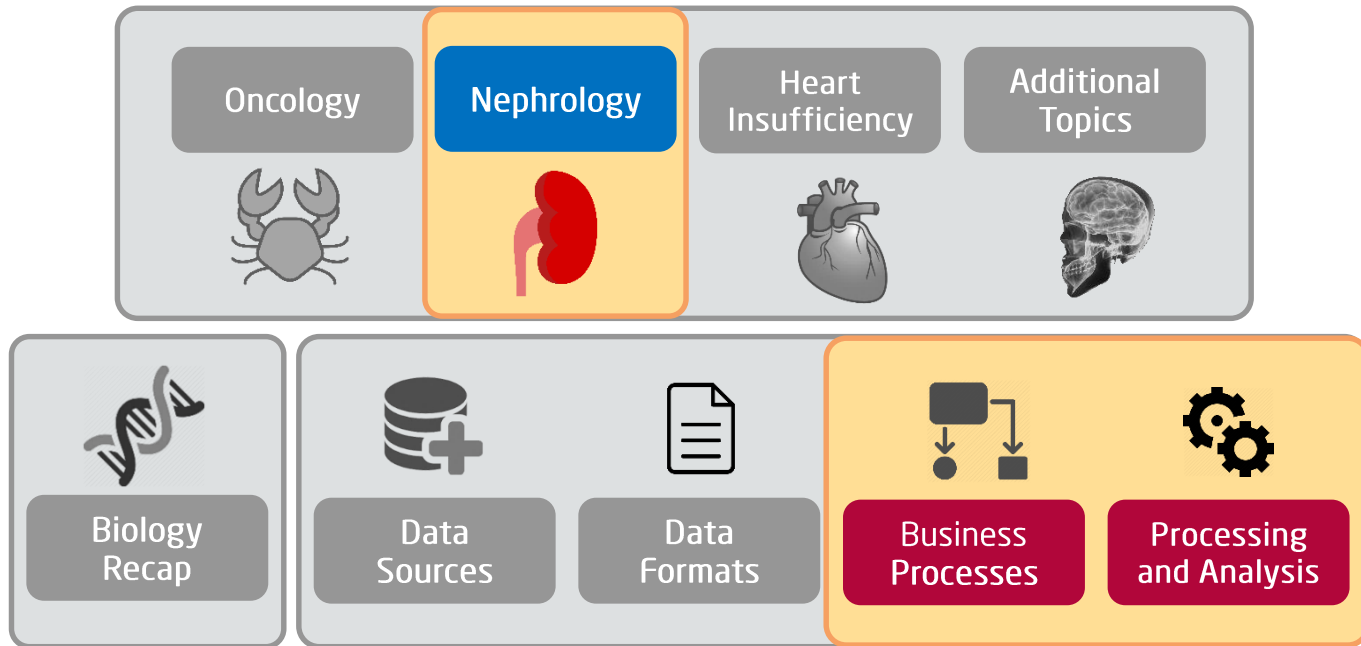 Oncology
Nephrology
Heart
Insufficiency
Additional
Topics
Biology
Recap
Data
Sources
Data
Formats
Business
Processes
Processing
and Analysis